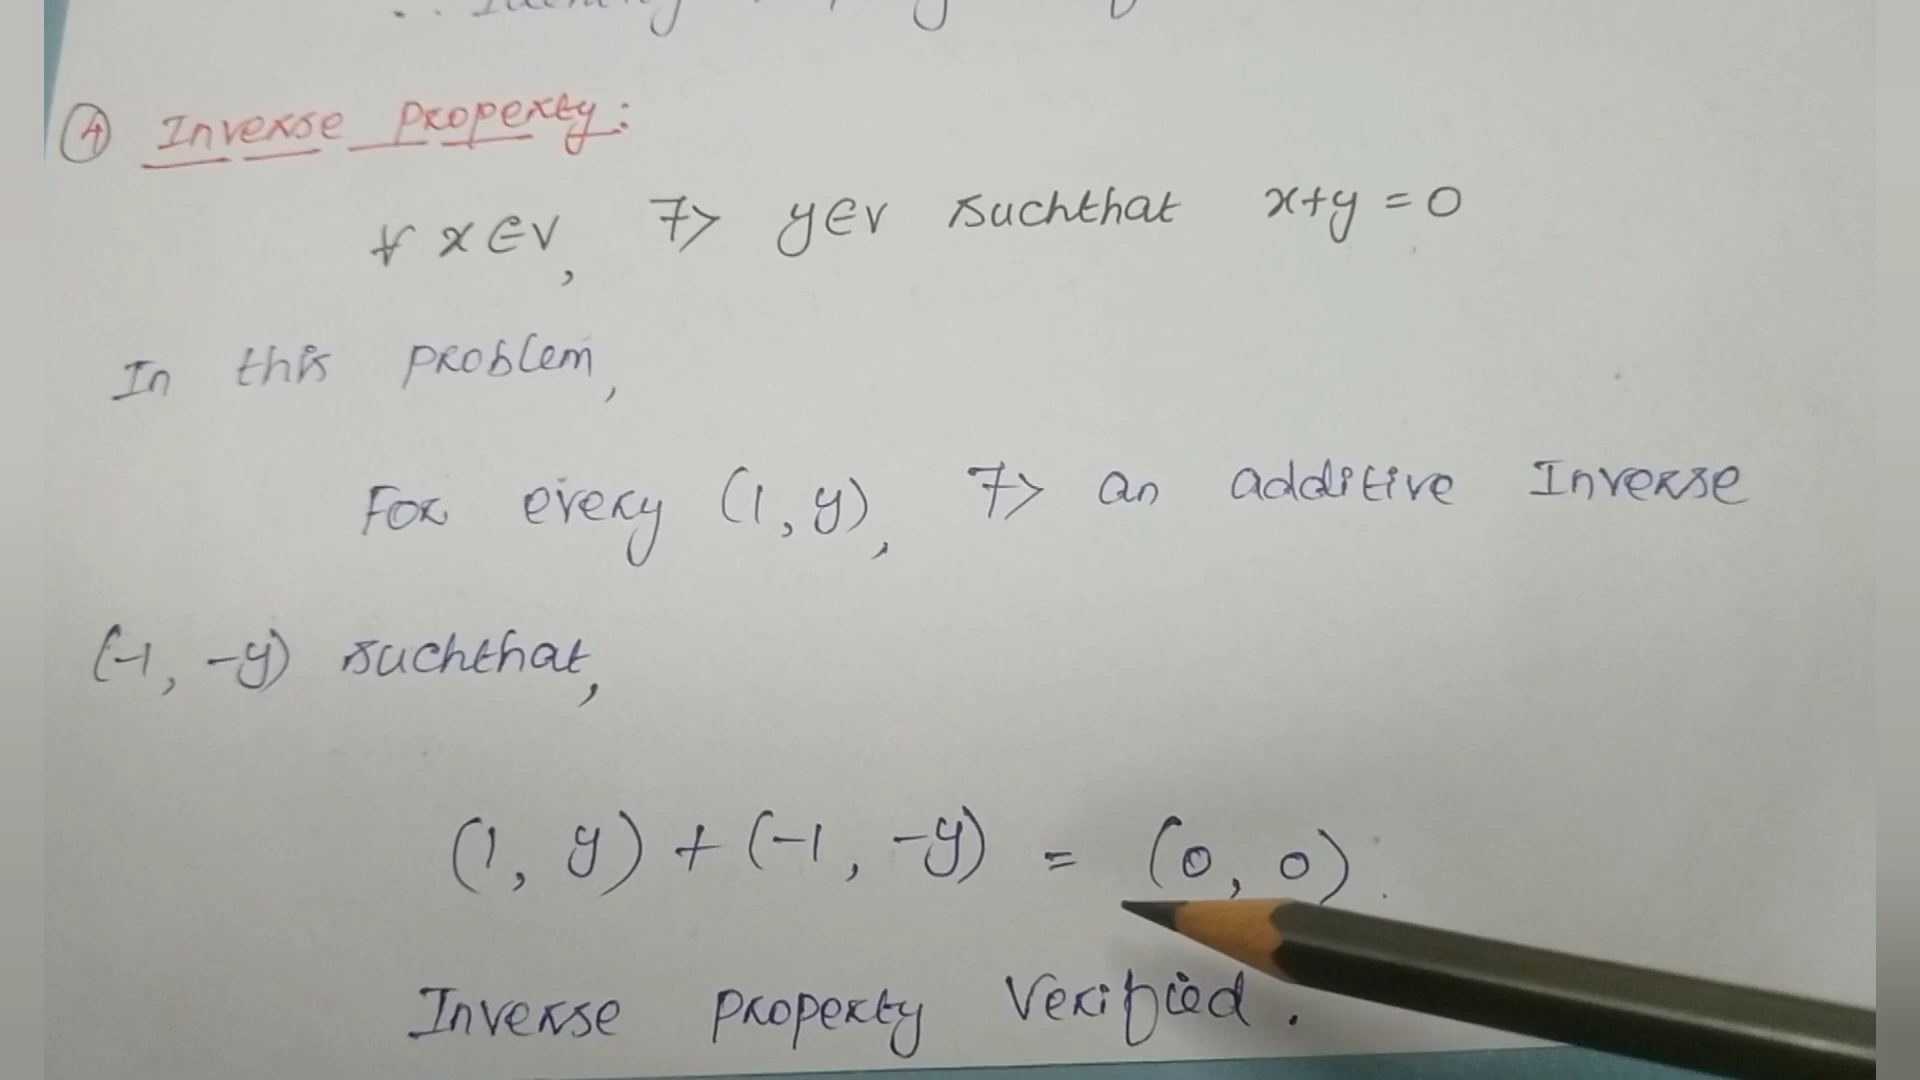 ④ Inverse Property:
∀ x∈V, ∋ y∈V suchthat x+y = 0
In this problem,
For every (1, y), ∋ an additive Inverse
(-1, -y) suchthat,
(1, y) + (-1, -y) = (0, 0).
Inverse property Verified.